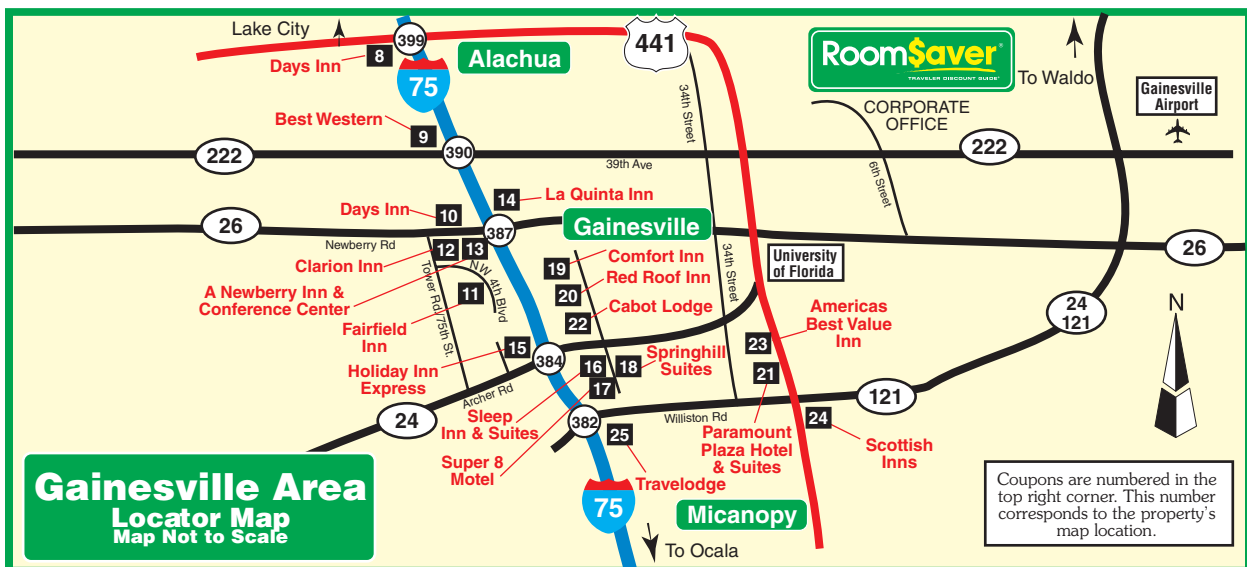 Lake City
399
8
Days Inn
Alachua
75
441
Room$aver®
TRAVELER DISCOUNT GUIDE®
To Waldo
Gainesville
Airport
34th Street
CORPORATE
OFFICE
6th Street
Best Western
9
222
390
39th Ave
222
14
La Quinta Inn
Days Inn
10
26
387
Gainesville
Newberry Rd
26
12
13
Clarion Inn
NW 4th Blvd
Tower Rd./75th St.
A Newberry Inn &
Conference Center
11
Fairfield
Inn
19
Comfort Inn
20
Red Roof Inn
22
Cabot Lodge
34th Street
University
of Florida
Americas
Best Value
Inn
23
21
24
121
N
15
Holiday Inn
Express
384
16
18
Springhill
Suites
17
Archer Rd
24
Sleep
Inn & Suites
382
Williston Rd
121
Super 8
Motel
25
Travelodge
Paramount
Plaza Hotel
& Suites
24
Scottish
Inns
75
Micanopy
To Ocala
Gainesville Area
Locator Map
Map Not to Scale
Coupons are numbered in the
top right corner. This number
corresponds to the property's
map location.